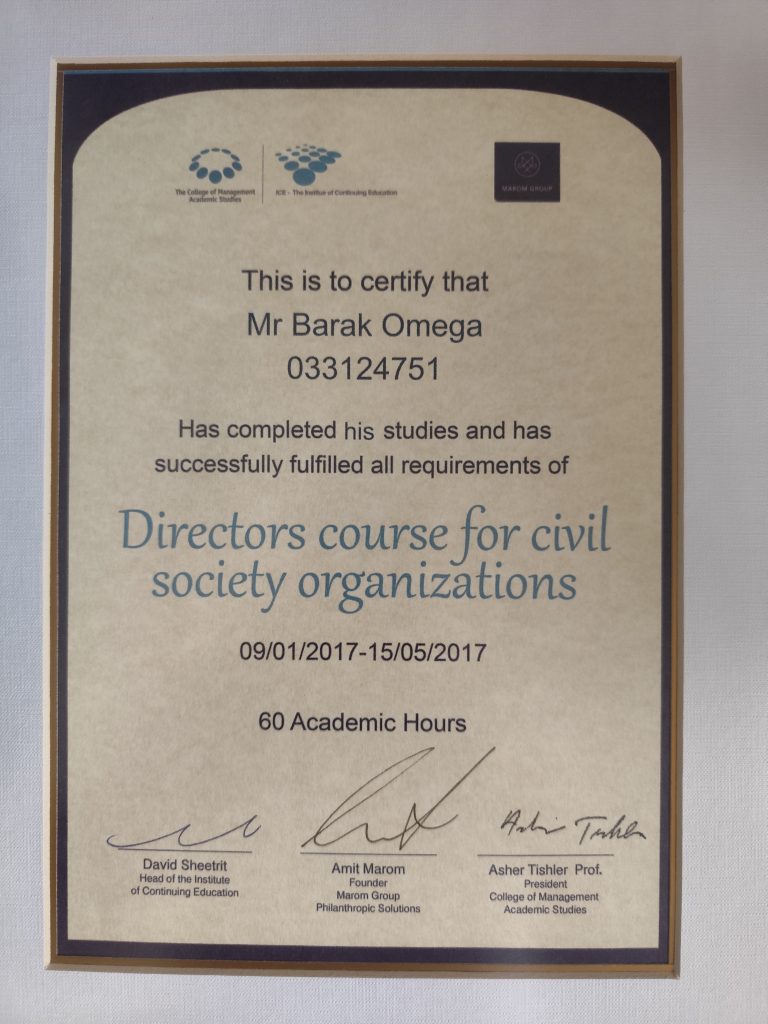 The College of Management
Academic Studies
ICE - The Institue of Continuing Education
MAROM GROUP
This is to certify that
Mr Barak Omega
033124751
Has completed his studies and has
successfully fulfilled all requirements of
Directors course for civil
society organizations
09/01/2017-15/05/2017
60 Academic Hours
Asher Tishler
David Sheetrit
Head of the Institute
of Continuing Education
Amit Marom
Founder
Marom Group
Philanthropic Solutions
Asher Tishler Prof.
President
College of Management
Academic Studies